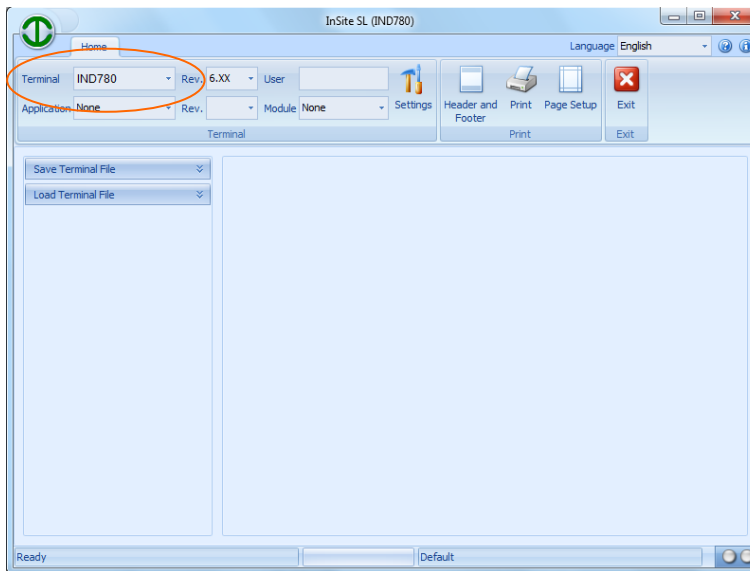 InSite SL (IND780)
Home
Language English
Terminal IND780 Rev. 6.XX User
Application None Rev. Module None
Settings
Header and Footer
Print
Page Setup
Exit
Terminal
Print
Exit
Save Terminal File
Load Terminal File
Ready
Default